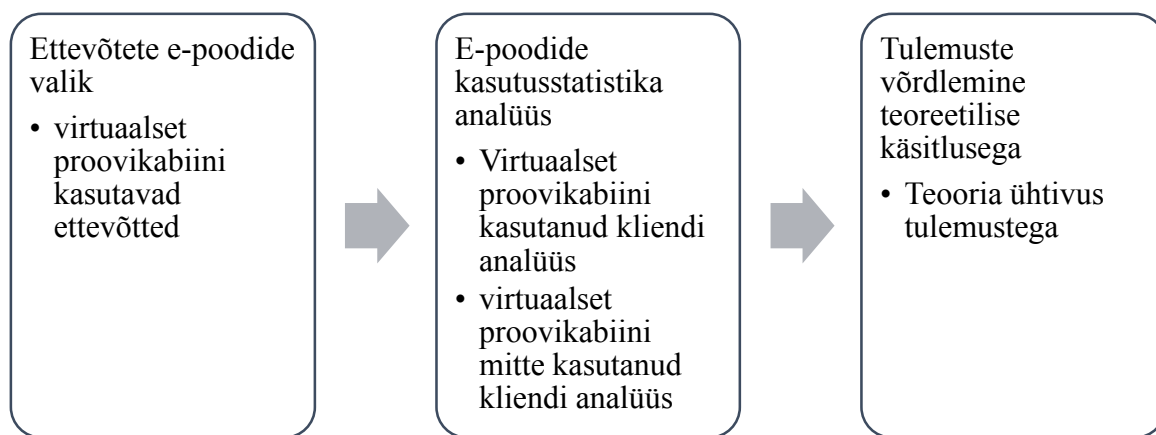 Ettevõtete e-poodide
valik
• virtuaalset
proovikabiini
kasutavad
ettevõtted
E-poodide
kasutusstatistika
analüüs
• Virtuaalset
proovikabiini
kasutanud kliendi
analüüs
• virtuaalset
proovikabiini
mitte kasutanud
kliendi analüüs
Tulemuste
võrdlemine
teoreetilise
käsitlusega
• Teooria ühtivus
tulemustega